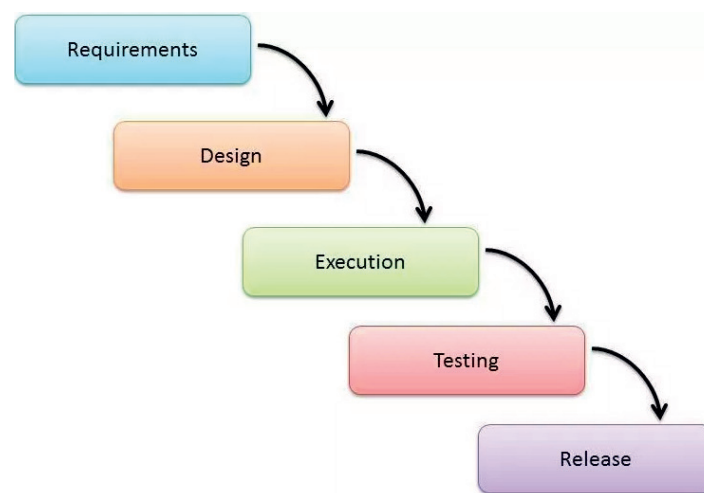 Requirements
Design
Execution
Testing
Release